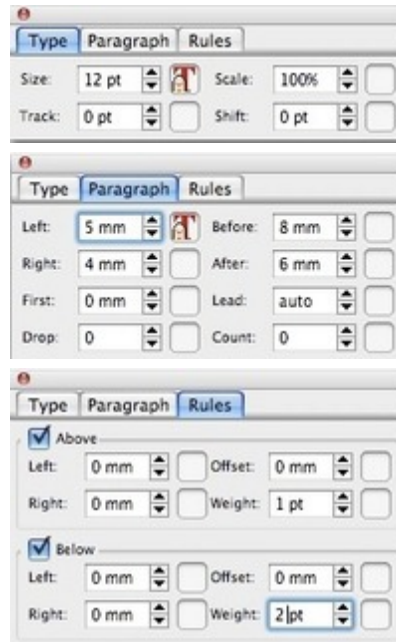 Type Paragraph Rules
Size: 12 pt Scale: 100%
Track: 0 pt Shift: 0 pt
Type Paragraph Rules
Left: 5 mm Before: 8 mm
Right: 4 mm After: 6 mm
First: 0 mm Lead: auto
Drop: 0 Count: 0
Type Paragraph Rules
Above
Left: 0 mm Offset: 0 mm
Right: 0 mm Weight: 1 pt
Below
Left: 0 mm Offset: 0 mm
Right: 0 mm Weight: 2 pt